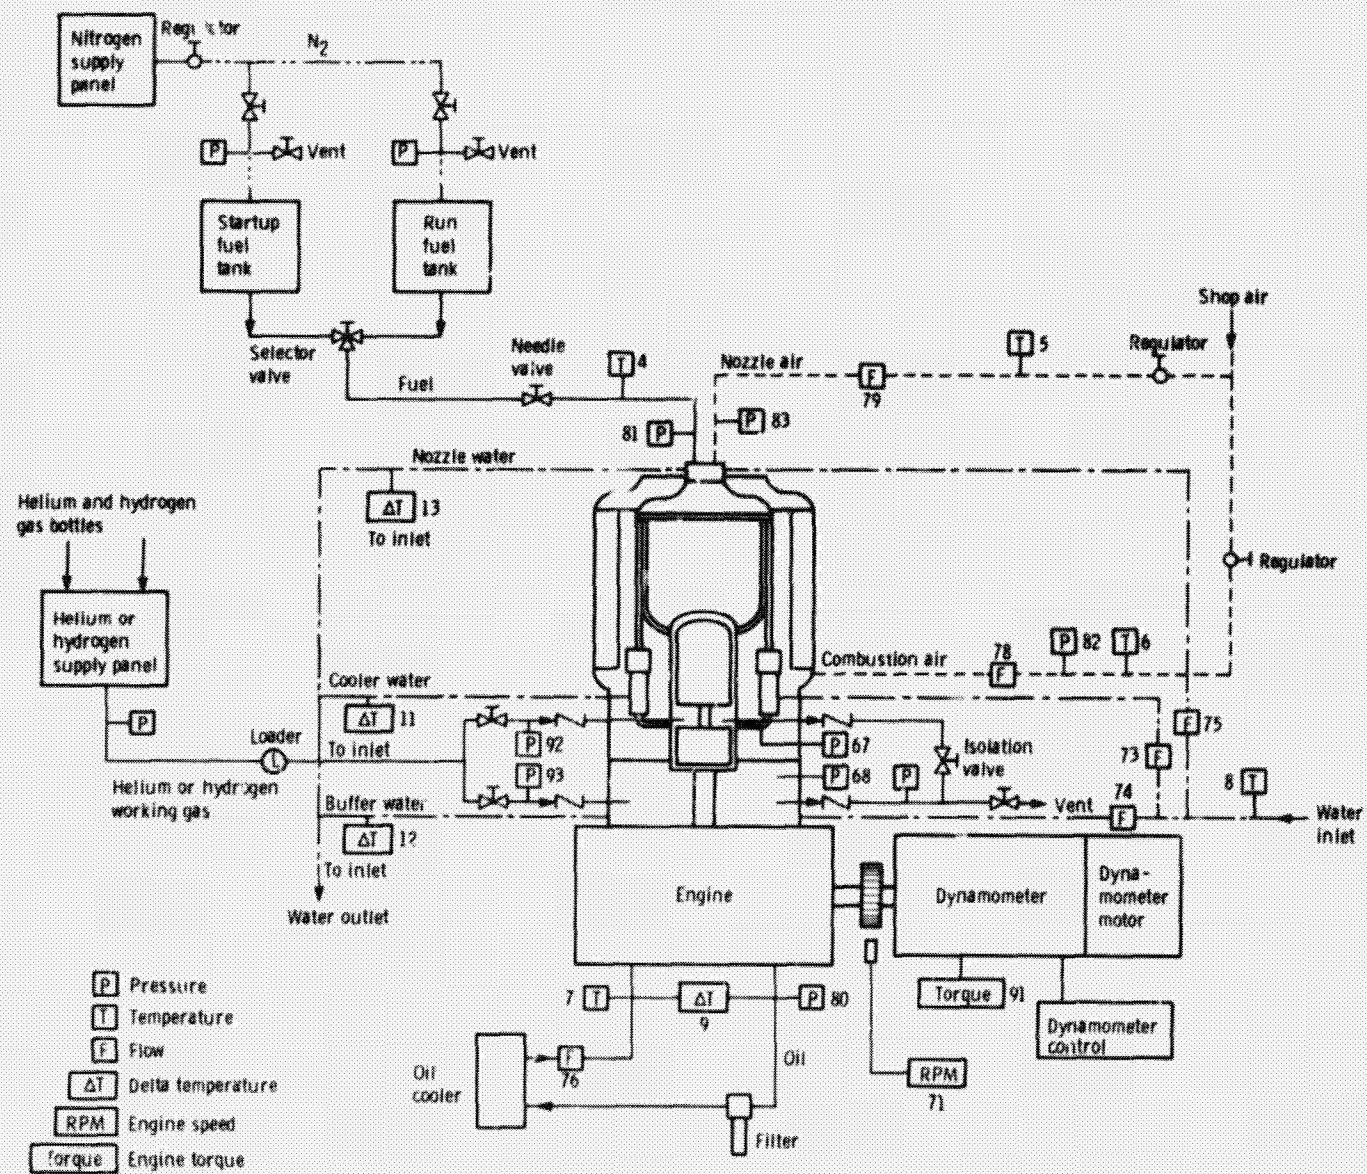 Nitrogen
supply
panel
Regulator
N2
P
Vent
P
Vent
Startup
fuel
tank
Run
fuel
tank
Selector
valve
Fuel
Needle
valve
T 4
81 P
P 83
Nozzle air
F
79
T 5
Regulator
Shop air
Nozzle water
ΔT 13
To inlet
Helium and hydrogen
gas bottles
Helium or
hydrogen
supply panel
P
Loader
L
Helium or hydrogen
working gas
Cooler water
ΔT 11
To inlet
P
92
P 93
Buffer water
ΔT 12
To inlet
Water outlet
Regulator
Combustion air
78
F
P 82
T 6
F 75
73 F
P 67
P 68
P
Isolation
valve
Vent
74
F
8 T
Water
inlet
Engine
Dynamometer
Dyna-
mometer
motor
Torque 91
Dynamometer
control
RPM
71
7 T
ΔT
9
P 80
Oil
cooler
F
76
Oil
Filter
P Pressure
T Temperature
F Flow
ΔT Delta temperature
RPM Engine speed
Torque Engine torque